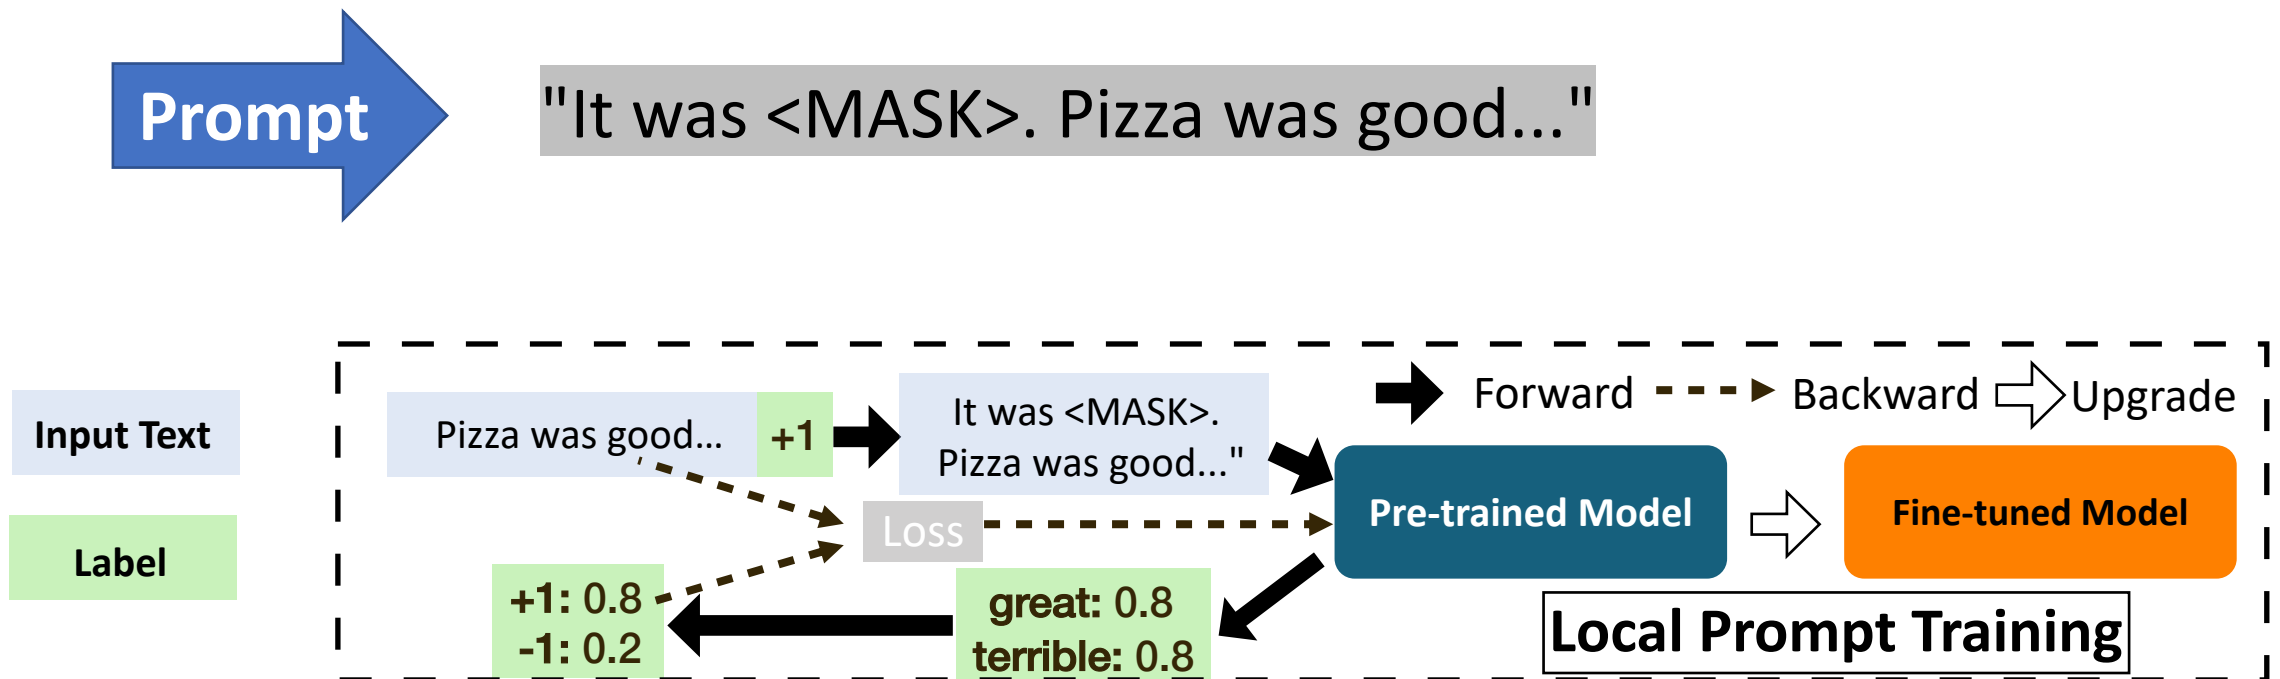 Prompt
"It was <MASK>. Pizza was good..."
Forward
Backward
Upgrade
Input Text
Pizza was good...
+1
It was <MASK>.
Pizza was good..."
Loss
Pre-trained Model
Fine-tuned Model
Label
+1: 0.8
-1: 0.2
great: 0.8
terrible: 0.8
Local Prompt Training